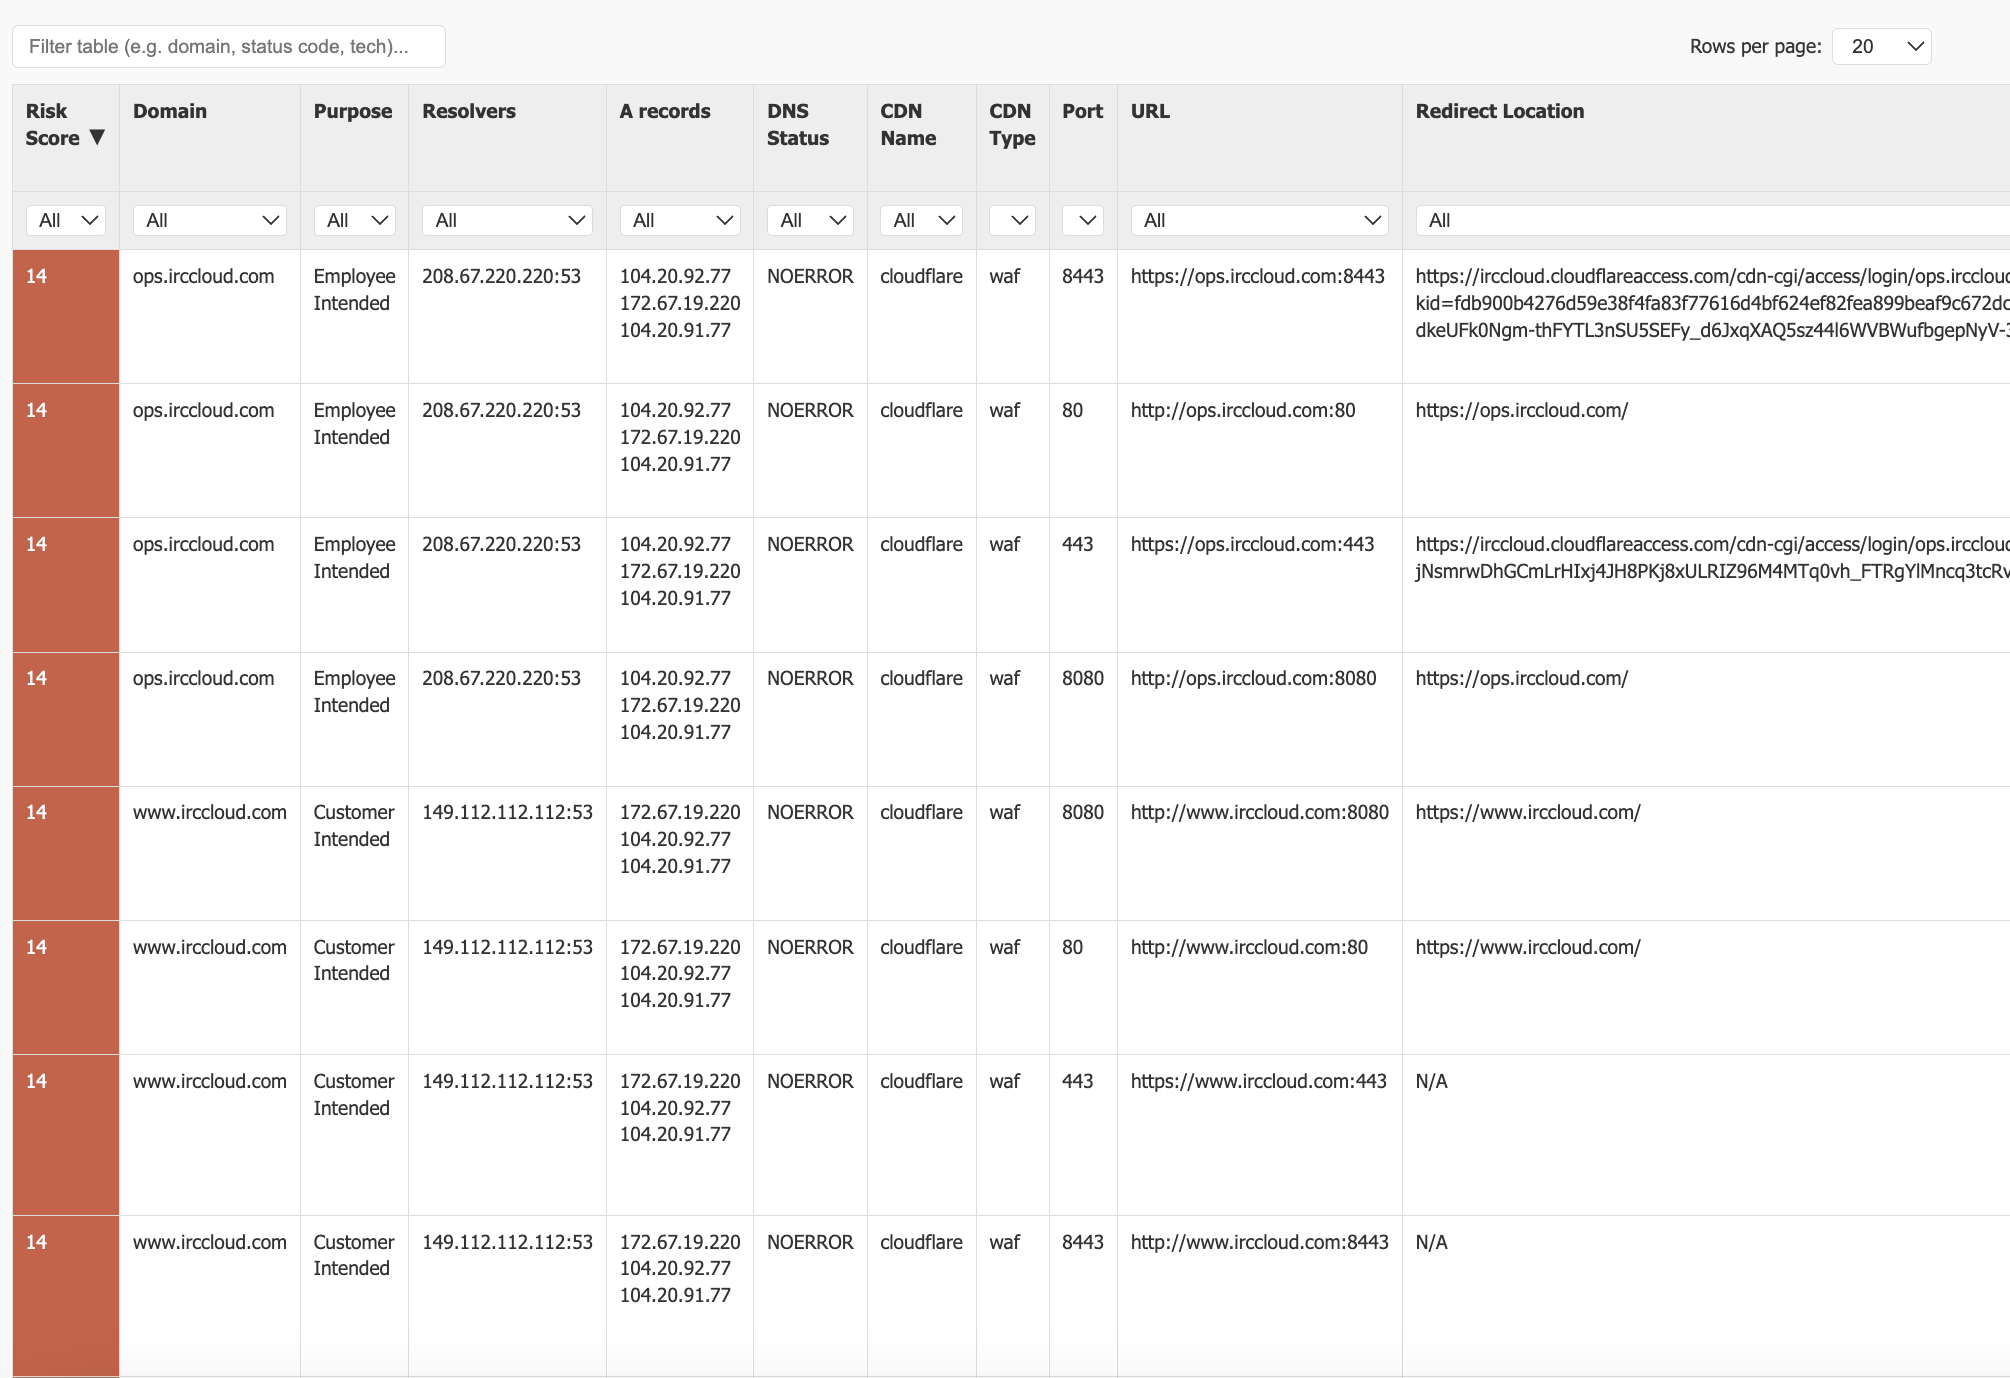 Filter table (e.g. domain, status code, tech)...
Rows per page: 20
Risk Score ▼ Domain Purpose Resolvers A records DNS Status CDN Name CDN Type Port URL Redirect Location
All All All All All All All All All
14 ops.irccloud.com Employee 208.67.220.220:53 104.20.92.77 NOERROR cloudflare waf 8443 https://ops.irccloud.com:8443 https://irccloud.cloudflareaccess.com/cdn-cgi/access/login/ops.irccloud
Intended 172.67.19.220 kid=fdb900b4276d59e38f4fa83f77616d4bf624ef82fea899beaf9c672dc
104.20.91.77 dkeUFk0Ngm-thFYTL3nSU5SEFy_d6JxqXAQ5sz44l6WVBWufbgepNyV-3
14 ops.irccloud.com Employee 208.67.220.220:53 104.20.92.77 NOERROR cloudflare waf 80 http://ops.irccloud.com:80 https://ops.irccloud.com/
Intended 172.67.19.220
104.20.91.77
14 ops.irccloud.com Employee 208.67.220.220:53 104.20.92.77 NOERROR cloudflare waf 443 https://ops.irccloud.com:443 https://irccloud.cloudflareaccess.com/cdn-cgi/access/login/ops.irccloud
Intended 172.67.19.220 jNsmrwDhGCmLrHIxj4JH8PKj8xULRIZ96M4MTq0vh_FTRgYlMncq3tcRv
104.20.91.77
14 ops.irccloud.com Employee 208.67.220.220:53 104.20.92.77 NOERROR cloudflare waf 8080 http://ops.irccloud.com:8080 https://ops.irccloud.com/
Intended 172.67.19.220
104.20.91.77
14 www.irccloud.com Customer 149.112.112.112:53 172.67.19.220 NOERROR cloudflare waf 8080 http://www.irccloud.com:8080 https://www.irccloud.com/
Intended 104.20.92.77
104.20.91.77
14 www.irccloud.com Customer 149.112.112.112:53 172.67.19.220 NOERROR cloudflare waf 80 http://www.irccloud.com:80 https://www.irccloud.com/
Intended 104.20.92.77
104.20.91.77
14 www.irccloud.com Customer 149.112.112.112:53 172.67.19.220 NOERROR cloudflare waf 443 https://www.irccloud.com:443 N/A
Intended 104.20.92.77
104.20.91.77
14 www.irccloud.com Customer 149.112.112.112:53 172.67.19.220 NOERROR cloudflare waf 8443 http://www.irccloud.com:8443 N/A
Intended 104.20.92.77
104.20.91.77